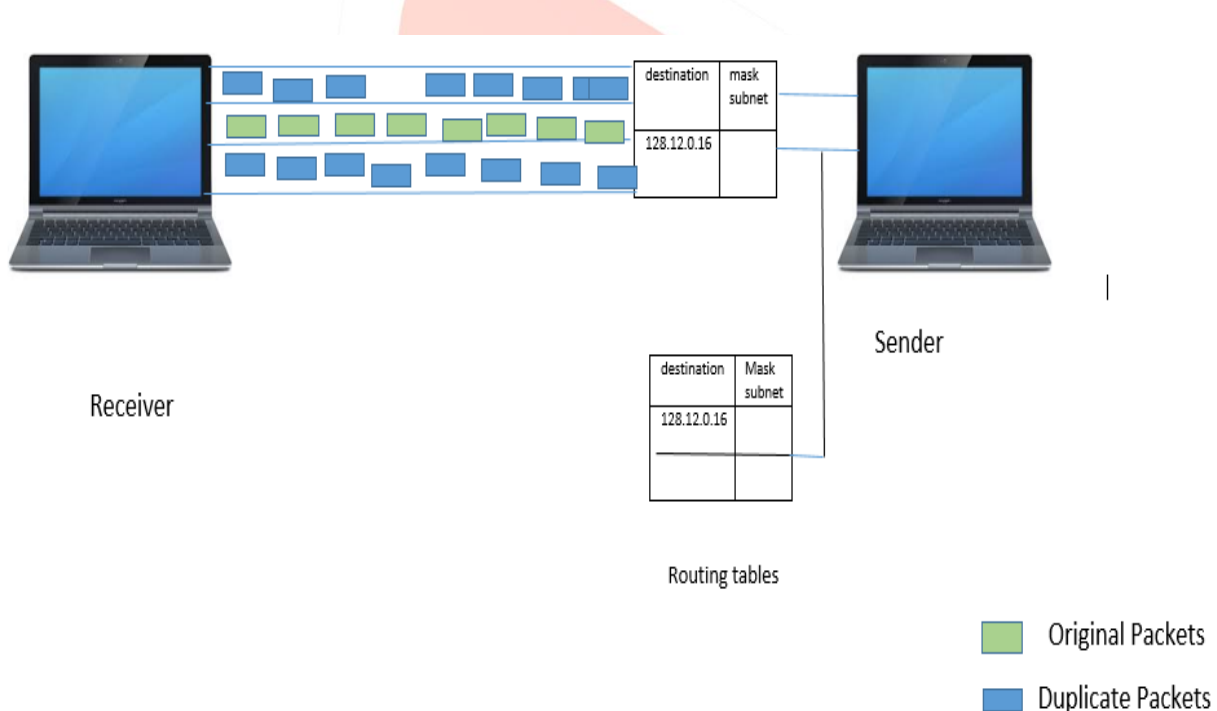 destination
mask
subnet
128.12.0.16
Sender
Receiver
destination
Mask
subnet
128.12.0.16
Routing tables
Original Packets
Duplicate Packets